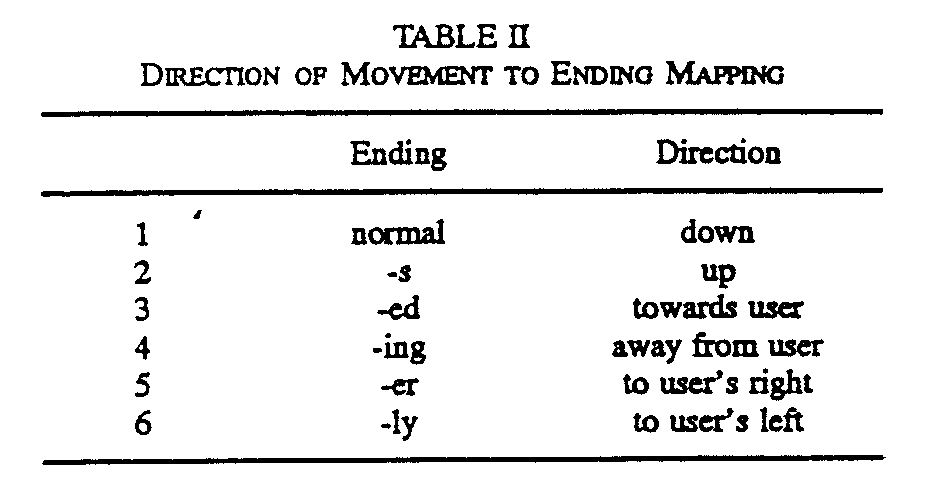 TABLE II
DIRECTION OF MOVEMENT TO ENDING MAPPING
Ending Direction
1 normal down
2 -s up
3 -ed towards user
4 -ing away from user
5 -er to user's right
6 -ly to user's left